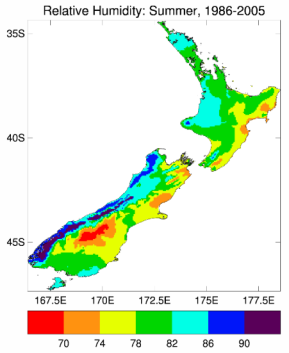 Relative Humidity: Summer, 1986-2005
35S
40S
45S
167.5E 170E 172.5E 175E 177.5E
70 74 78 82 86 90